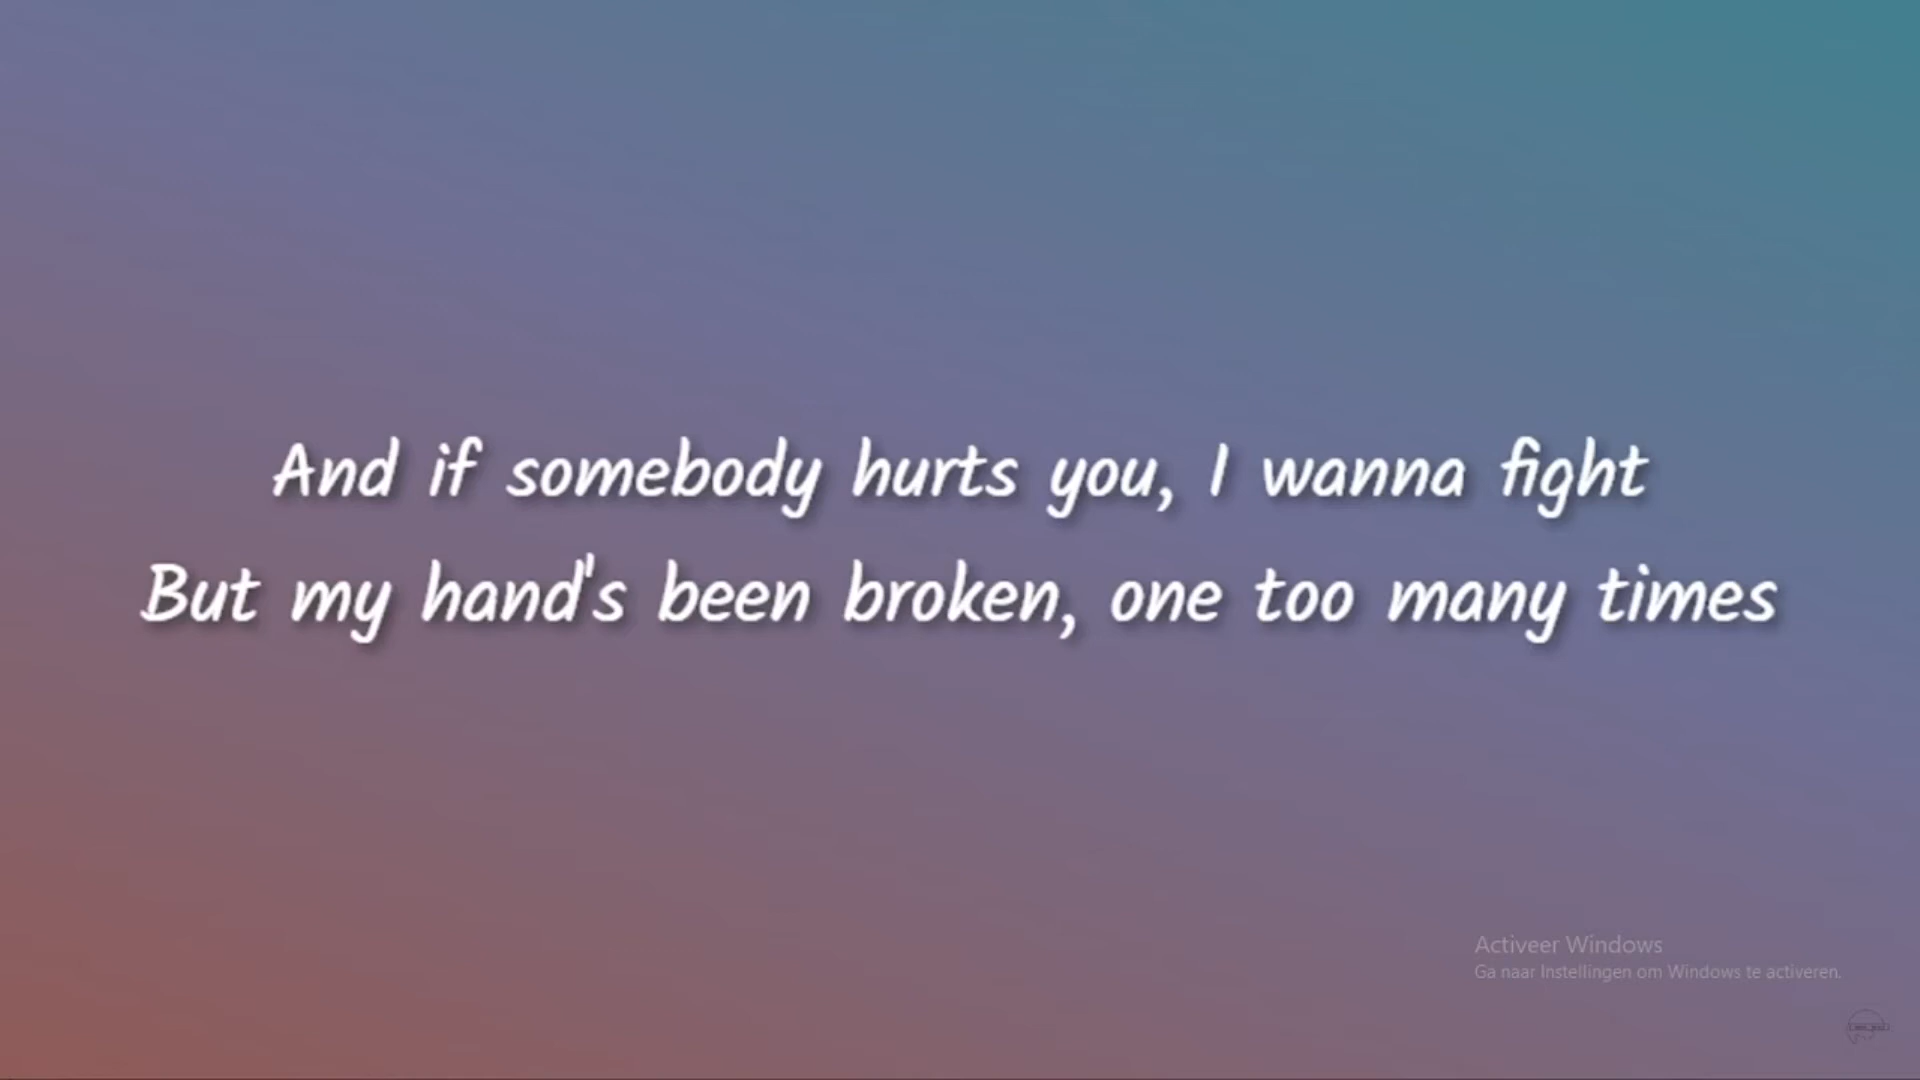 And if somebody hurts you, I wanna fight
But my hand's been broken, one too many times
Activeer Windows
Ga naar Instellingen om Windows te activeren.